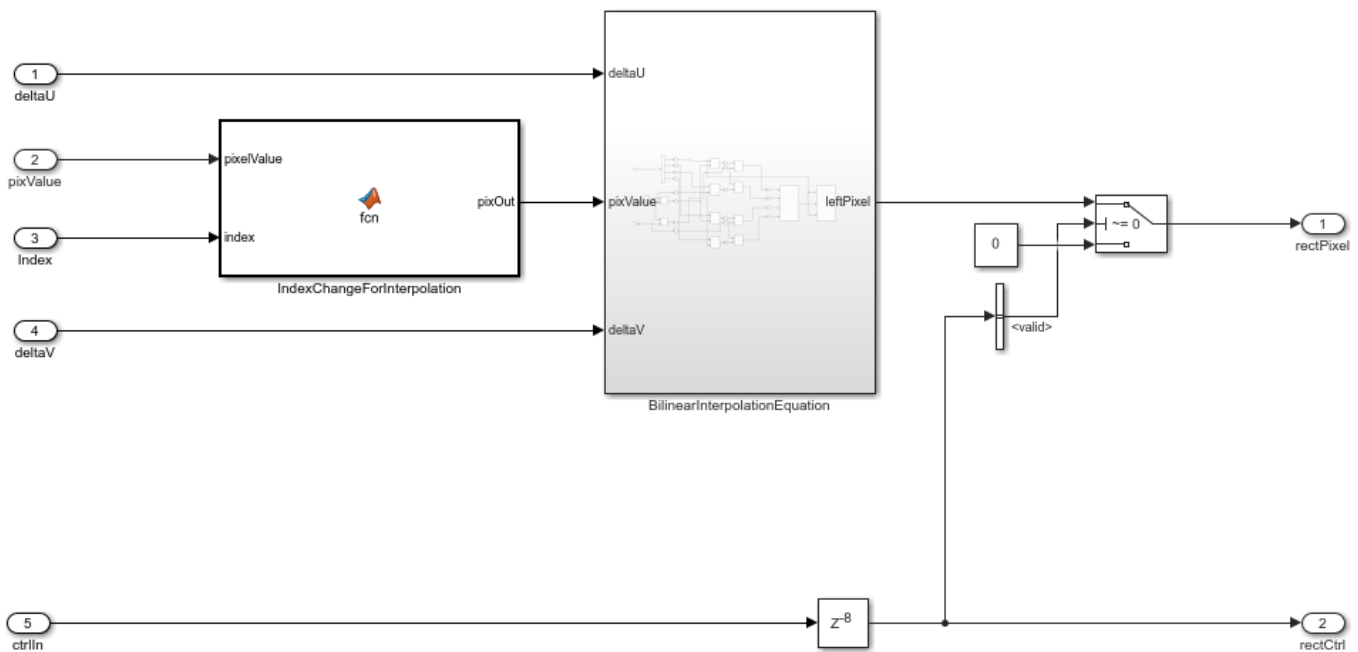 1
deltaU
deltaU
2
pixValue
pixelValue
fcn
pixOut
pixValue
leftPixel
3
Index
index
IndexChangeForInterpolation
~= 0
0
1
rectPixel
4
deltaV
deltaV
<valid>
BilinearInterpolationEquation
5
ctrlIn
Z-8
2
rectCtrl